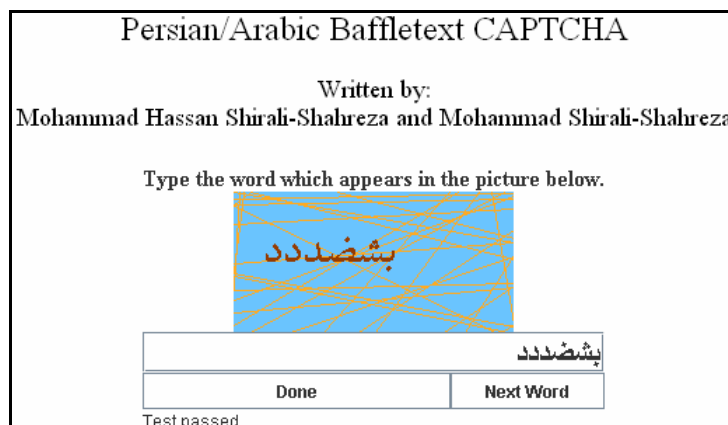 Persian/Arabic Baffletext CAPTCHA
Written by:
Mohammad Hassan Shirali-Shahreza and Mohammad Shirali-Shahreza
Type the word which appears in the picture below.
بشضددد
بشضددد
Done Next Word
Test passed